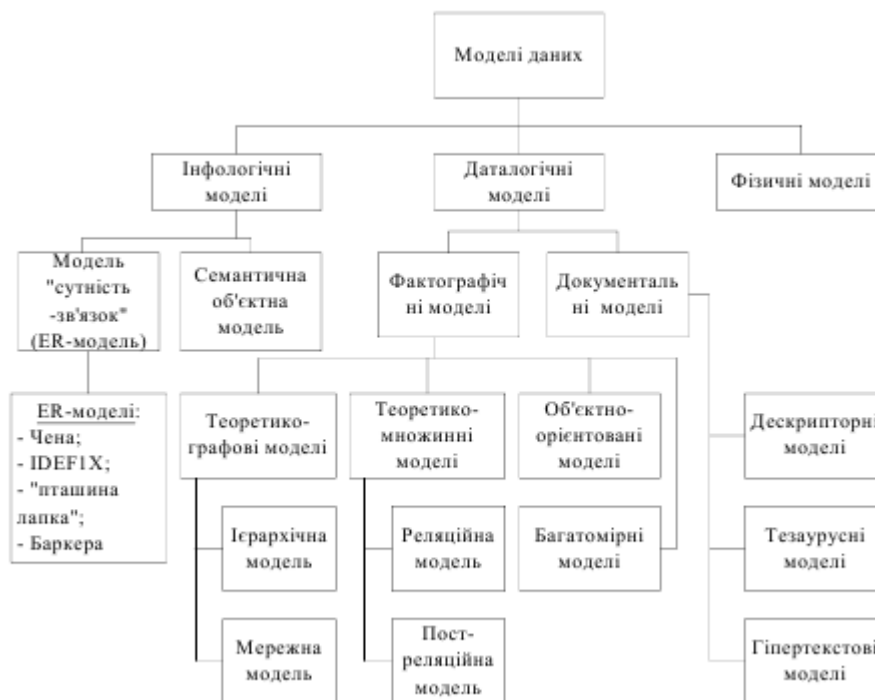 Моделі даних
Інфологічні
моделі
Даталогічні
моделі
Фізичні моделі
Модель
"сутність
-зв'язок"
(ER-модель)
Семантична
об'єктна
модель
Фактографіч
ні моделі
Документаль
ні моделі
ER-моделі:
- Чена;
- IDEF1X;
- "пташина
лапка";
- Баркера
Теоретико-
графові моделі
Теоретико-
множинні
моделі
Об'єктно-
орієнтовані
моделі
Дескрипторні
моделі
Ієрархічна
модель
Реляційна
модель
Багатомірні
моделі
Тезаурусні
моделі
Мережна
модель
Пост-
реляційна
модель
Гіпертекстові
моделі